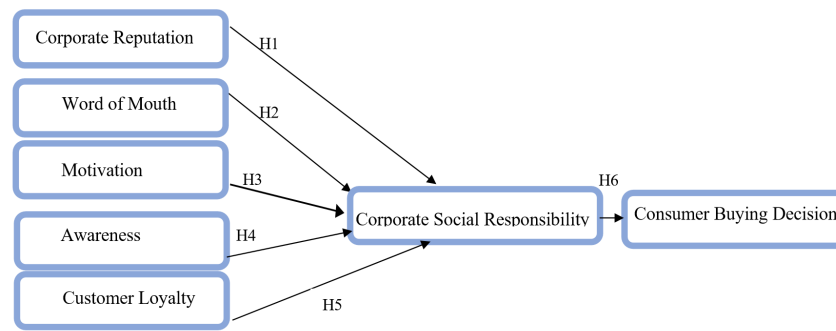 Corporate Reputation
H1
Word of Mouth
H2
Motivation
H3
H6
Corporate Social Responsibility
Consumer Buying Decision
Awareness
H4
Customer Loyalty
H5